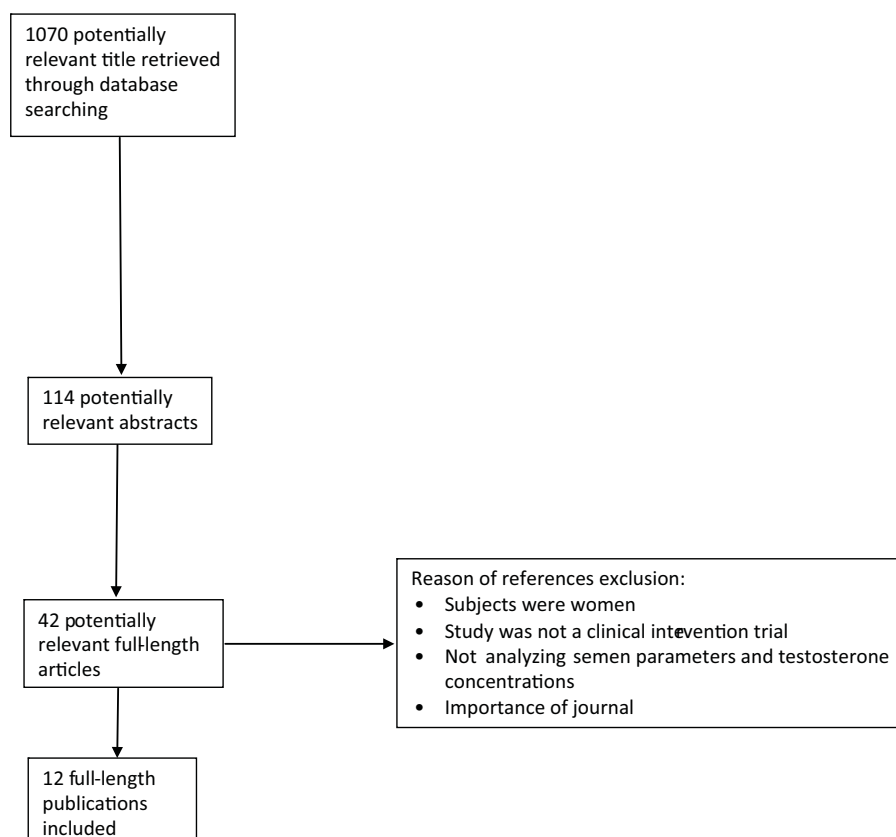 1070 potentially
relevant title retrieved
through database
searching
114 potentially
relevant abstracts
42 potentially
relevant full-length
articles
Reason of references exclusion:
• Subjects were women
• Study was not a clinical intervention trial
• Not analyzing semen parameters and testosterone
concentrations
• Importance of journal
12 full-length
publications
included